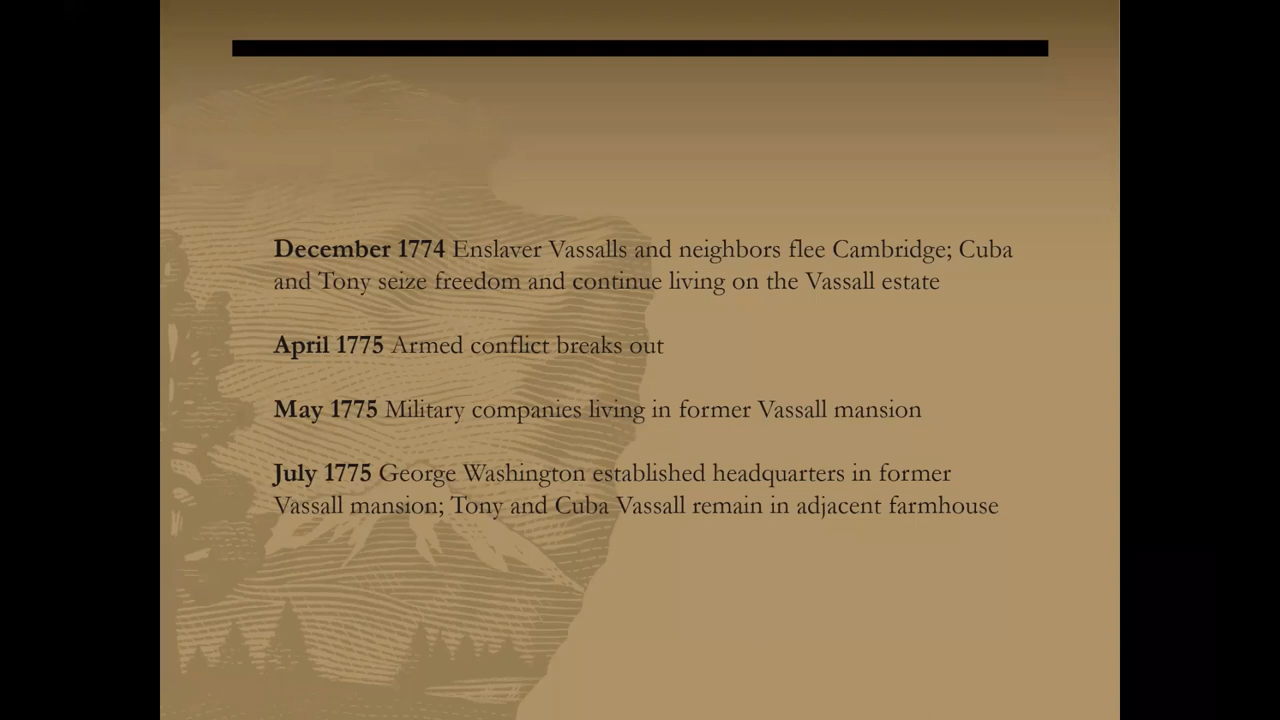 December 1774 Enslaver Vassalls and neighbors flee Cambridge; Cuba
and Tony seize freedom and continue living on the Vassall estate
April 1775 Armed conflict breaks out
May 1775 Military companies living in former Vassall mansion
July 1775 George Washington established headquarters in former
Vassall mansion; Tony and Cuba Vassall remain in adjacent farmhouse